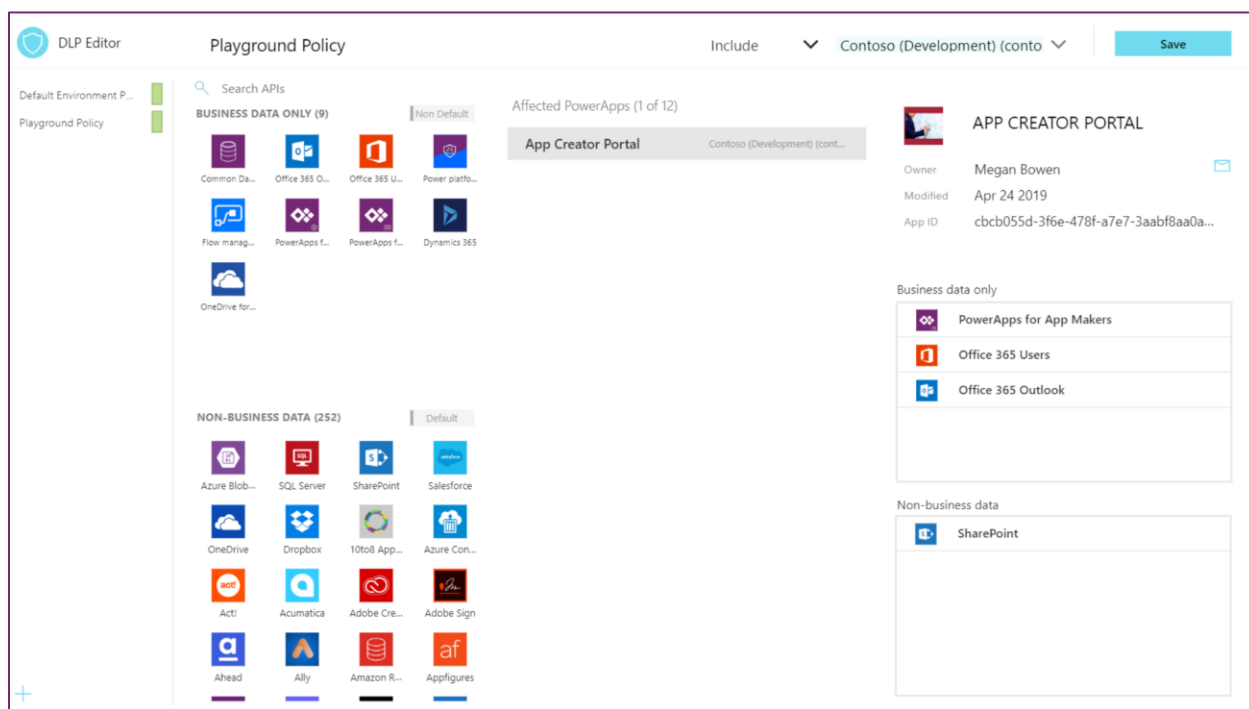 DLP Editor
Playground Policy
Include
Contoso (Development) (conto
Save
Default Environment P...
Playground Policy
Search APIs
BUSINESS DATA ONLY (9)
Non Default
Common Da...
Office 365 O...
Office 365 U...
Power platfo...
Flow manag...
PowerApps f...
PowerApps f...
Dynamics 365
OneDrive for...
NON-BUSINESS DATA (252)
Default
Azure Blob...
SQL Server
SharePoint
Salesforce
OneDrive
Dropbox
10to8 App...
Azure Con...
Act!
Acumatica
Adobe Cre...
Adobe Sign
Ahead
Ally
Amazon R...
Appfigures
Affected PowerApps (1 of 12)
App Creator Portal
Contoso (Development) (cont...
APP CREATOR PORTAL
Owner
Megan Bowen
Modified
Apr 24 2019
App ID
cbcb055d-3f6e-478f-a7e7-3aabf8aa0a...
Business data only
PowerApps for App Makers
Office 365 Users
Office 365 Outlook
Non-business data
SharePoint